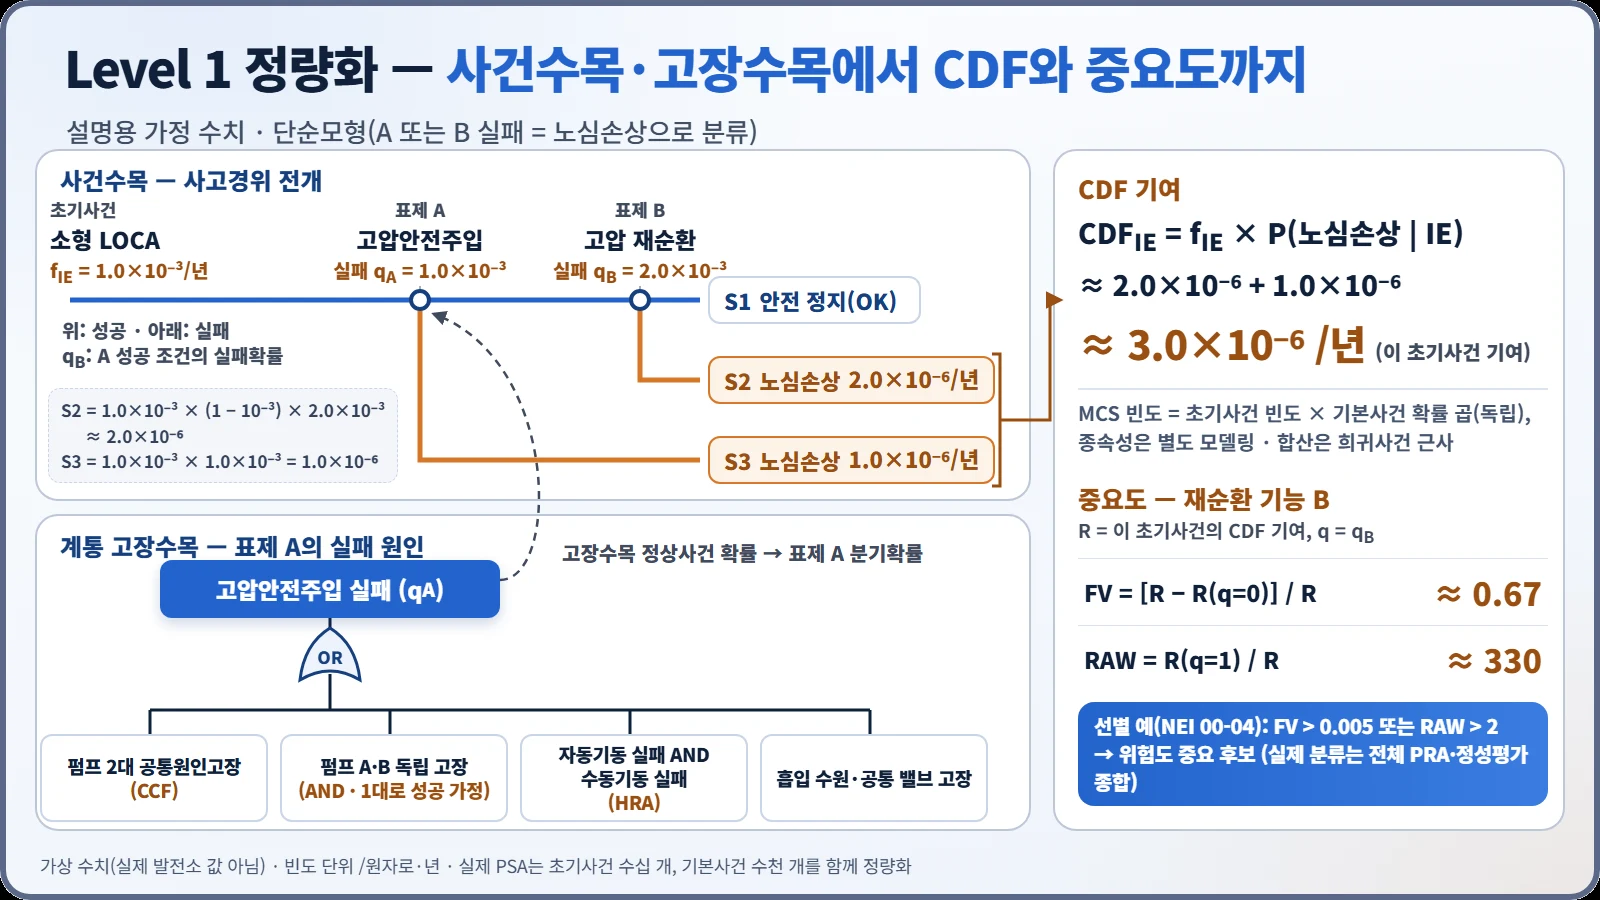 Level 1 정량화 — 사건수목·고장수목에서 CDF와 중요도까지
설명용 가정 수치 · 단순모형(A 또는 B 실패 = 노심손상으로 분류)
사건수목 — 사고경위 전개
초기사건
소형 LOCA
f_IE = 1.0×10⁻³/년
표제 A
고압안전주입
실패 q_A = 1.0×10⁻³
표제 B
고압 재순환
실패 q_B = 2.0×10⁻³
S1 안전 정지(OK)
위: 성공 · 아래: 실패
q_B: A 성공 조건의 실패확률
S2 노심손상 2.0×10⁻⁶/년
S2 = 1.0×10⁻³ × (1 − 10⁻³) × 2.0×10⁻³
≈ 2.0×10⁻⁶
S3 = 1.0×10⁻³ × 1.0×10⁻³ = 1.0×10⁻⁶
S3 노심손상 1.0×10⁻⁶/년
계통 고장수목 — 표제 A의 실패 원인
고장수목 정상사건 확률 → 표제 A 분기확률
고압안전주입 실패 (qA)
OR
펌프 2대 공통원인고장
(CCF)
펌프 A·B 독립 고장
(AND · 1대로 성공 가정)
자동기동 실패 AND
수동기동 실패
(HRA)
흡입 수원·공통 밸브 고장
CDF 기여
CDF_IE = f_IE × P(노심손상 | IE)
≈ 2.0×10⁻⁶ + 1.0×10⁻⁶
≈ 3.0×10⁻⁶ /년 (이 초기사건 기여)
MCS 빈도 = 초기사건 빈도 × 기본사건 확률 곱(독립),
종속성은 별도 모델링 · 합산은 희귀사건 근사
중요도 — 재순환 기능 B
R = 이 초기사건의 CDF 기여, q = q_B
FV = [R − R(q=0)] / R ≈ 0.67
RAW = R(q=1) / R ≈ 330
선별 예(NEI 00-04): FV > 0.005 또는 RAW > 2
→ 위험도 중요 후보 (실제 분류는 전체 PRA·정성평가
종합)
가상 수치(실제 발전소 값 아님) · 빈도 단위 /원자로·년 · 실제 PSA는 초기사건 수십 개, 기본사건 수천 개를 함께 정량화